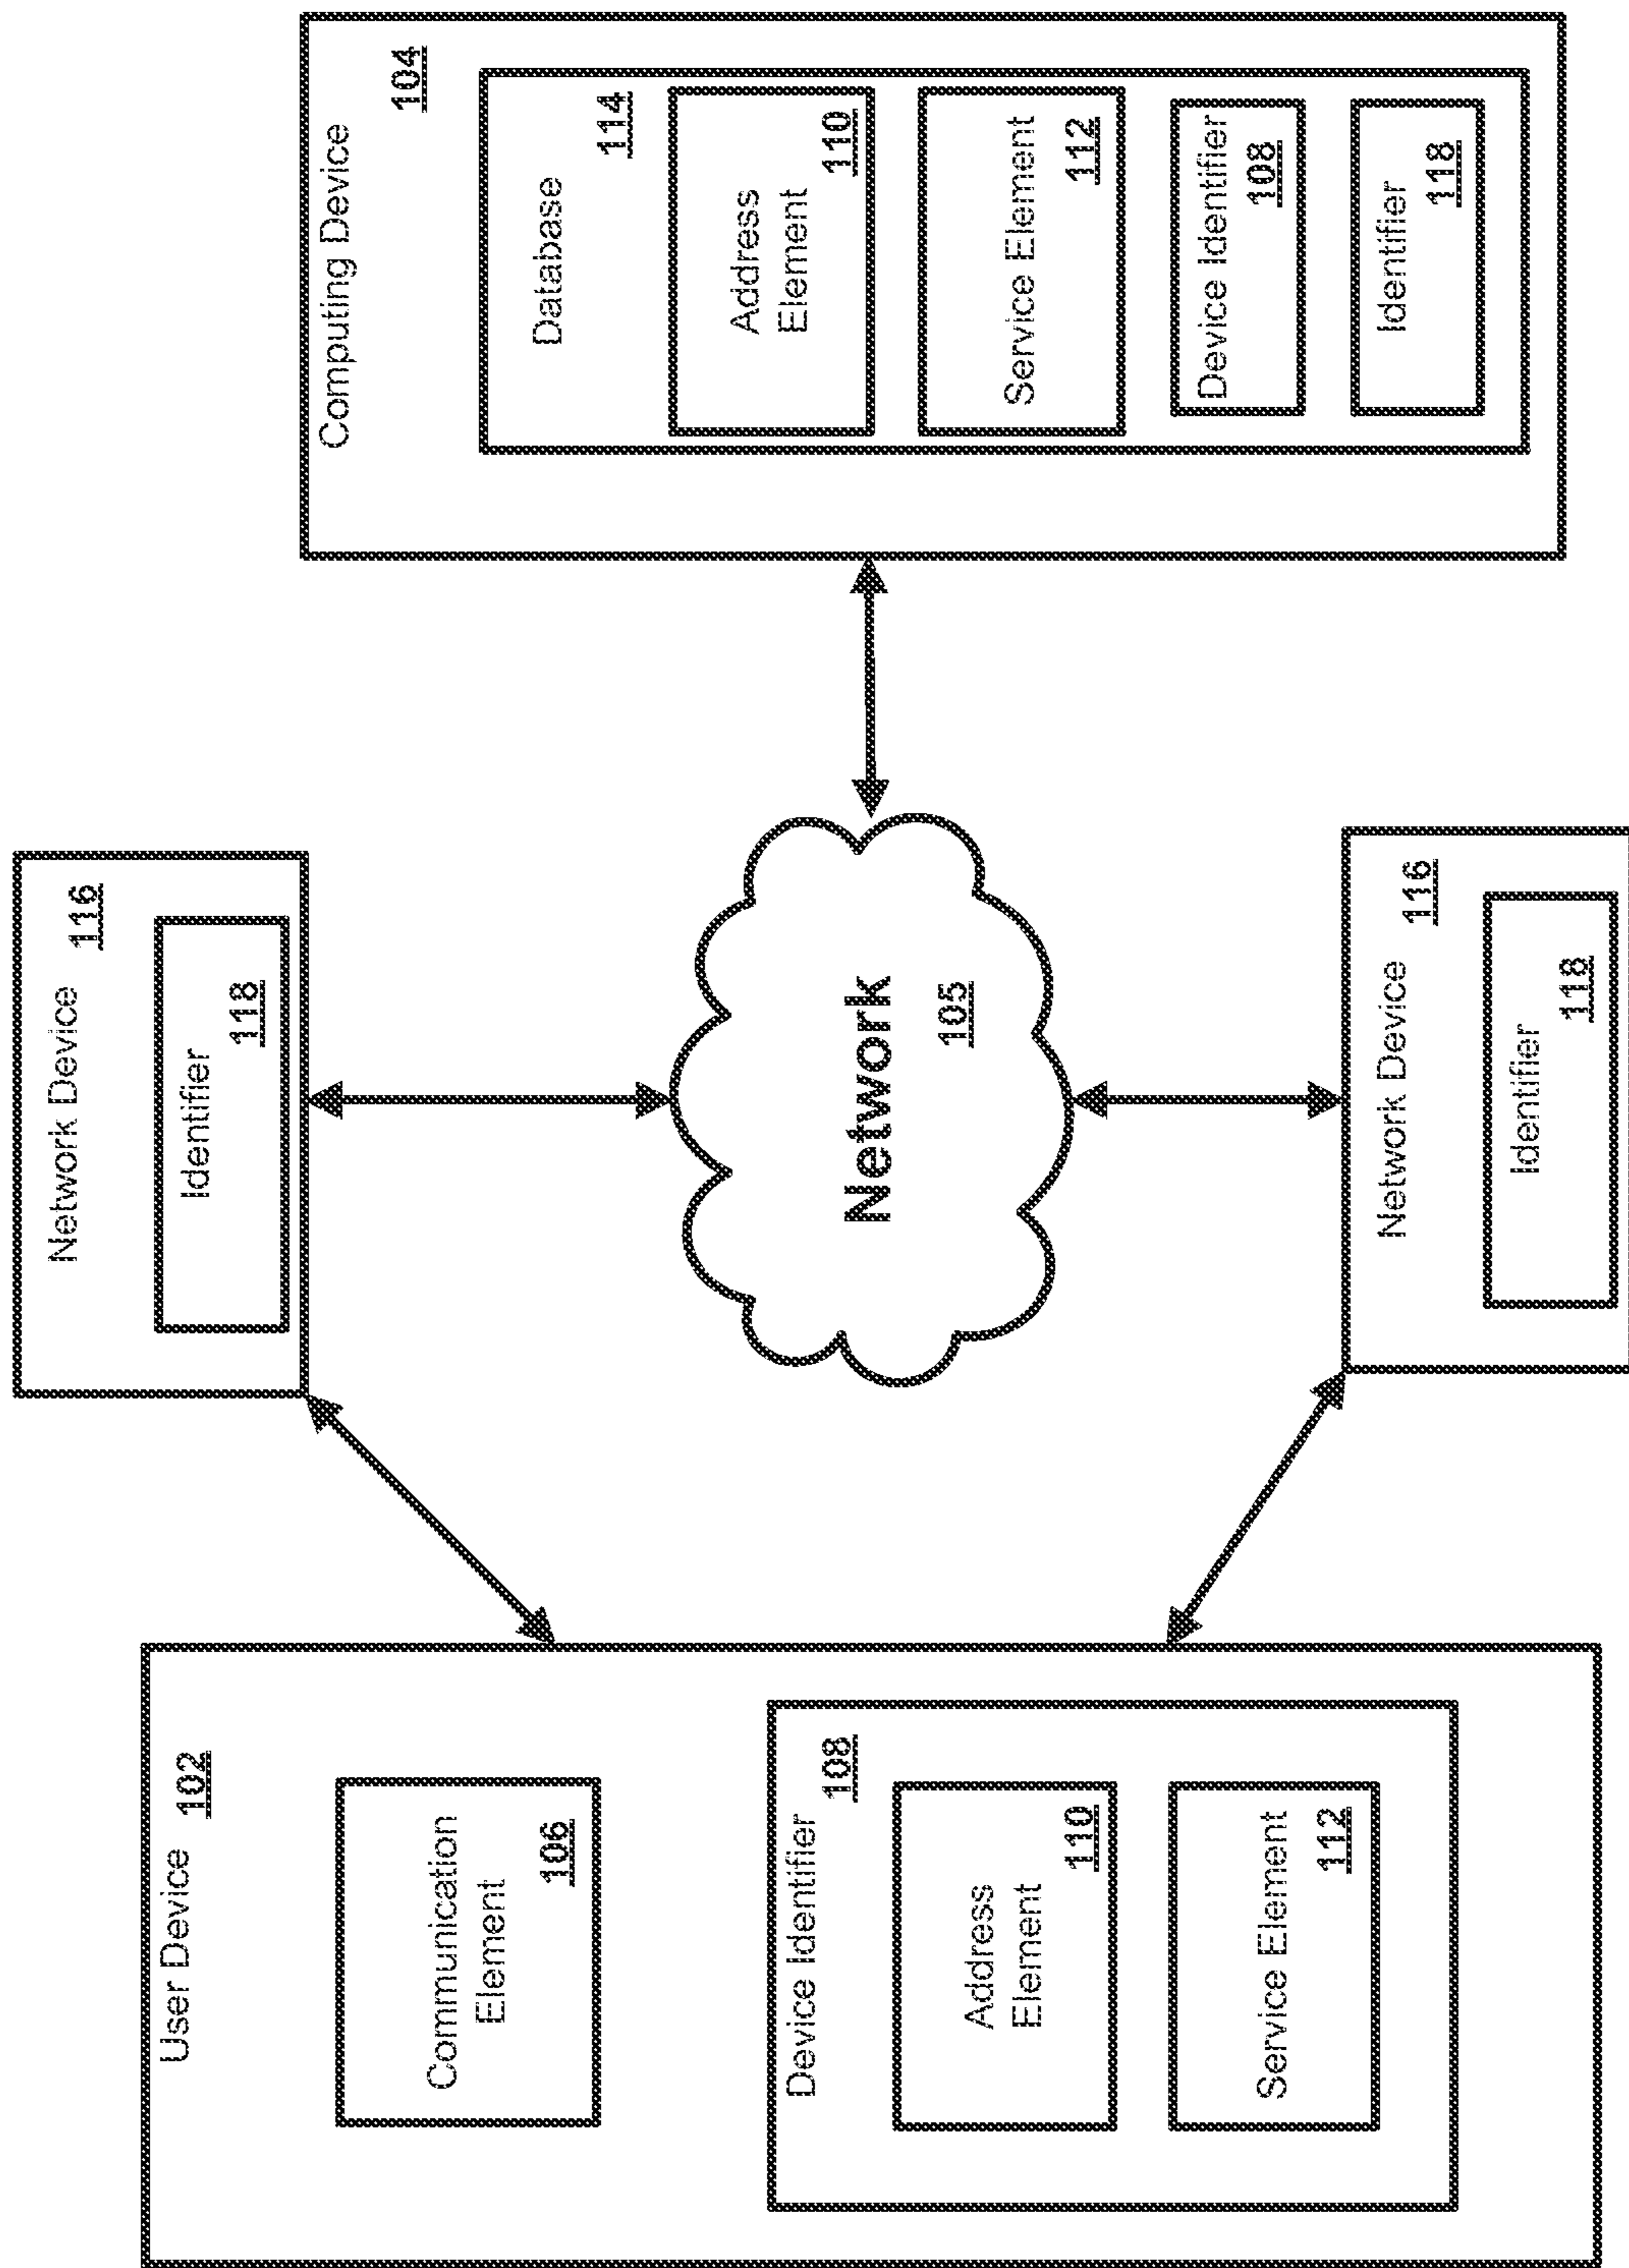 User Device
102
Communication
Element
106
Device Identifier
108
Address
Element
110
Service Element
112
Network Device
116
Identifier
118
Network
105
Network Device
116
Identifier
118
Computing Device
104
Database
114
Address
Element
110
Service Element
112
Device Identifier
108
Identifier
118